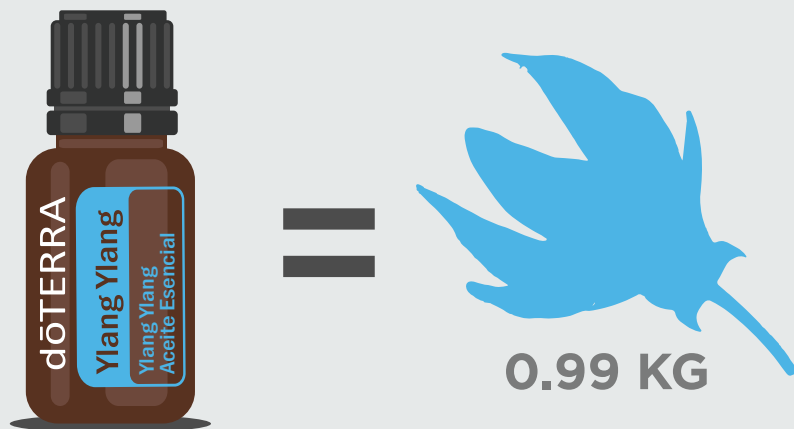 dōTERRA
Ylang Ylang
Ylang Ylang
Aceite Esencial
=
0.99 KG